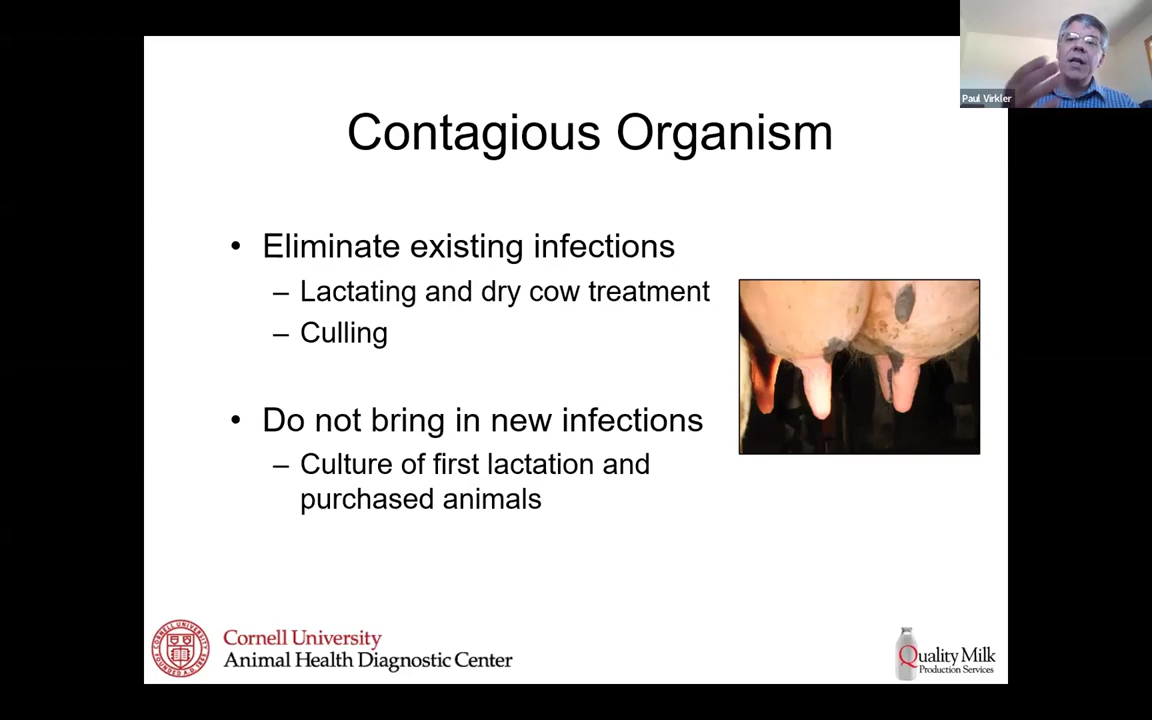 Paul Virkler
Contagious Organism
• Eliminate existing infections
– Lactating and dry cow treatment
– Culling
• Do not bring in new infections
– Culture of first lactation and
purchased animals
Cornell University
Animal Health Diagnostic Center
Quality Milk
Production Services